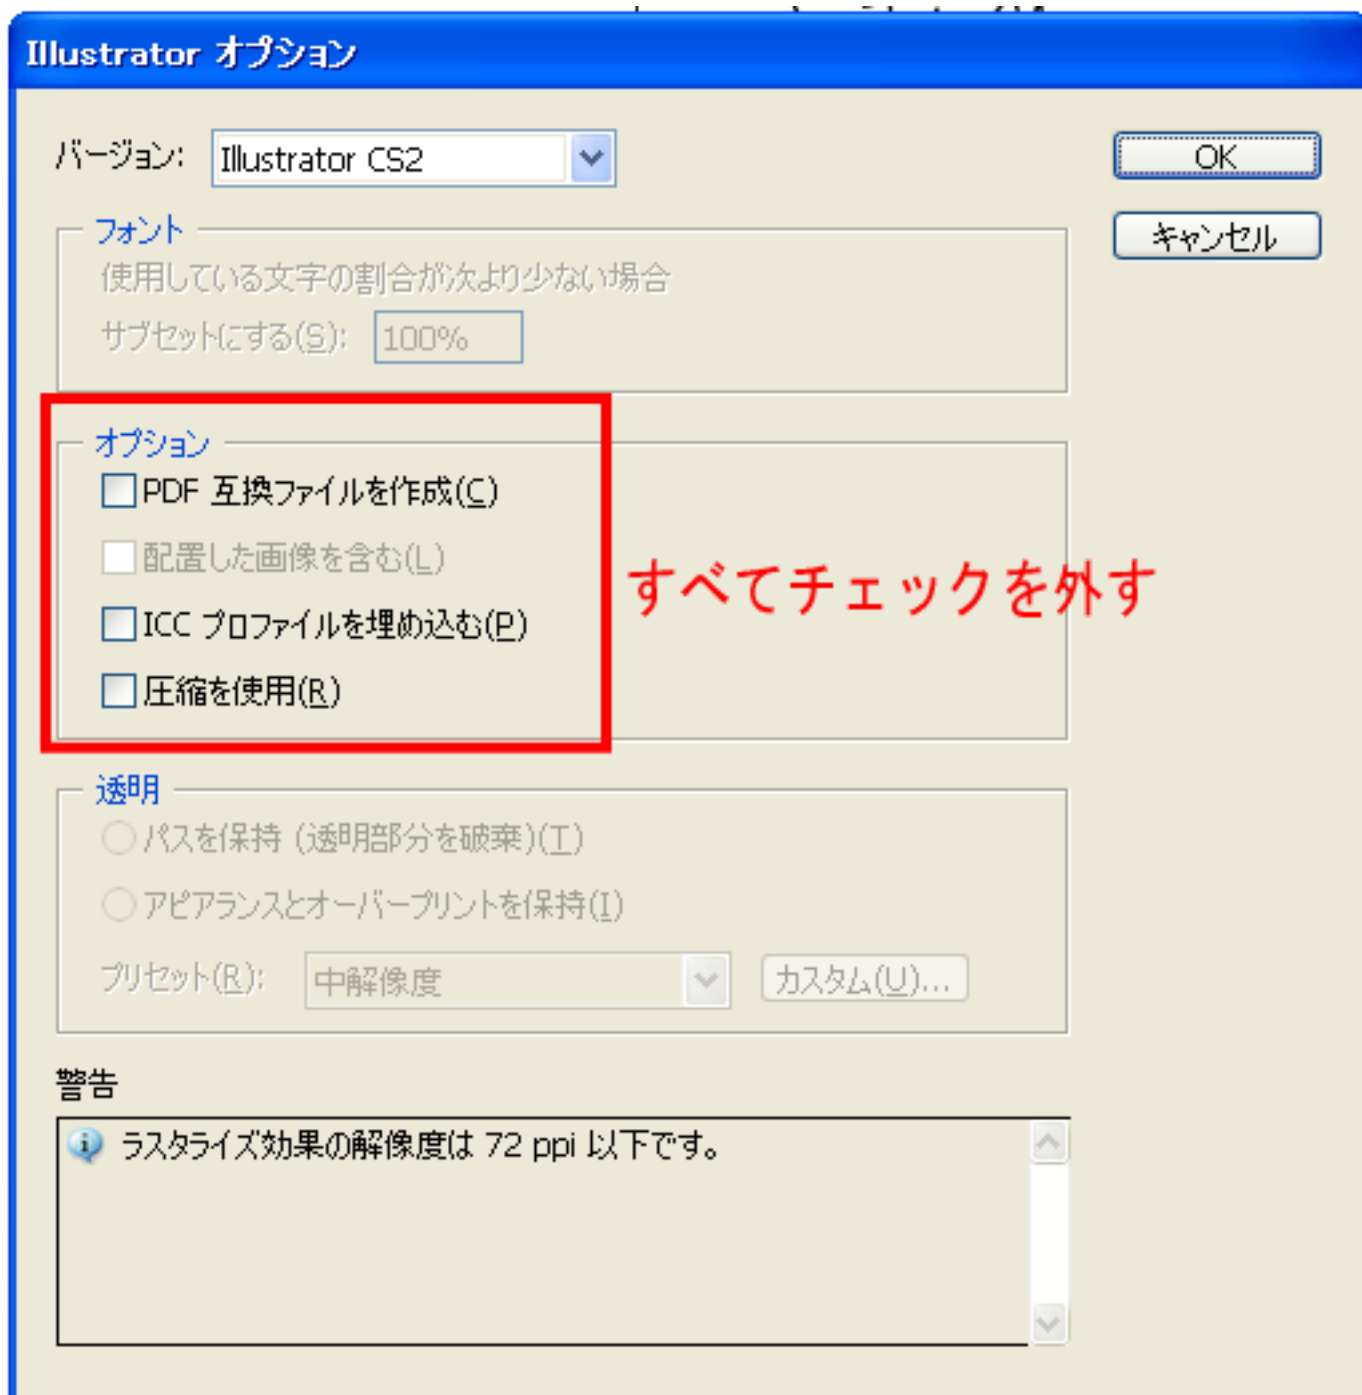 Illustrator オプション
バージョン: Illustrator CS2
OK
キャンセル
フォント
使用している文字の割合が次より少ない場合
サブセットにする(S): 100%
オプション
PDF 互換ファイルを作成(C)
配置した画像を含む(L)
ICC プロファイルを埋め込む(P)
圧縮を使用(R)
すべてチェックを外す
透明
パスを保持 (透明部分を破棄)(T)
アピアランスとオーバープリントを保持(I)
プリセット(R): 中解像度 カスタム(U)...
警告
ラスタライズ効果の解像度は 72 ppi 以下です。